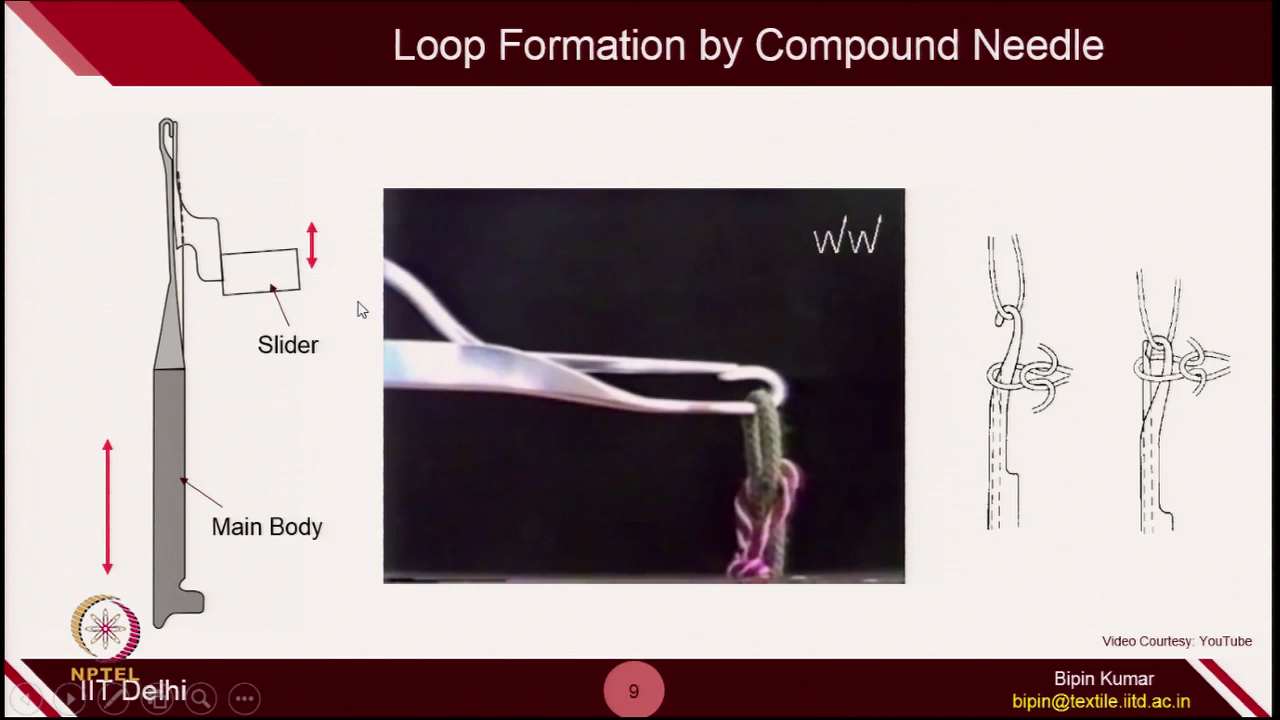 Loop Formation by Compound Needle
Slider
Main Body
WW
Video Courtesy: YouTube
NPTEL
IIT Delhi
9
Bipin Kumar
bipin@textile.iitd.ac.in